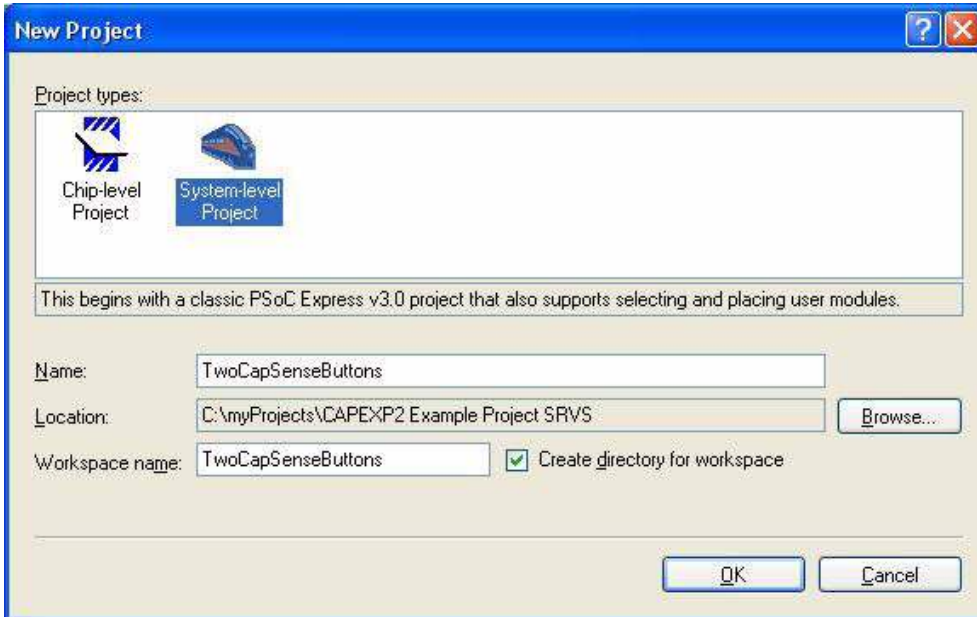 New Project
Project types:
Chip-level
Project
System-level
Project
This begins with a classic PSoC Express v3.0 project that also supports selecting and placing user modules.
Name:
TwoCapSenseButtons
Location:
C:\myProjects\CAPEXP2 Example Project SRVS
Browse...
Workspace name:
TwoCapSenseButtons
Create directory for workspace
OK
Cancel